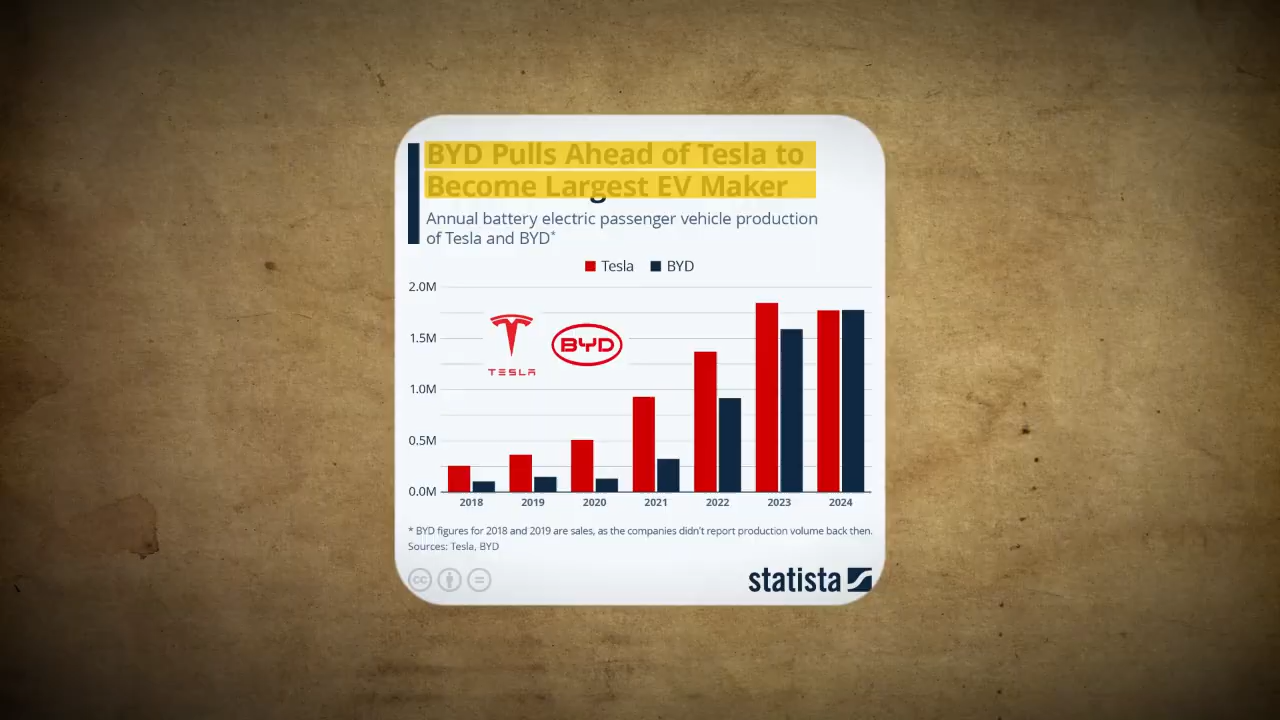 BYD Pulls Ahead of Tesla to
Become Largest EV Maker
Annual battery electric passenger vehicle production
of Tesla and BYD*
Tesla BYD
2.0M
1.5M
1.0M
0.5M
0.0M
TESLA
BYD
2018 2019 2020 2021 2022 2023 2024
* BYD figures for 2018 and 2019 are sales, as the companies didn't report production volume back then.
Sources: Tesla, BYD
cc
statista